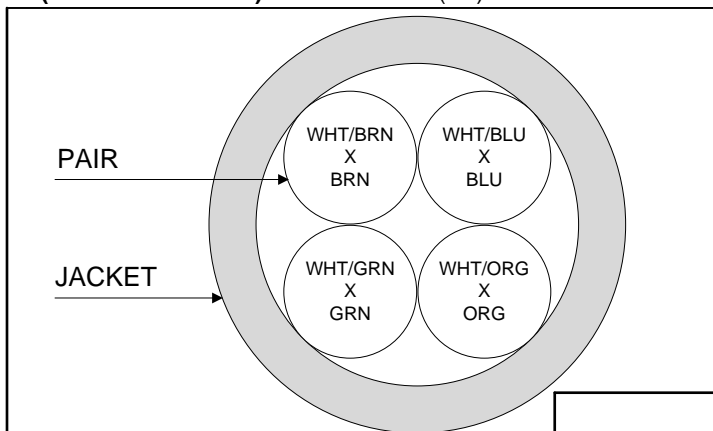 PAIR
JACKET
WHT/BRN
X
BRN
WHT/BLU
X
BLU
WHT/GRN
X
GRN
WHT/ORG
X
ORG